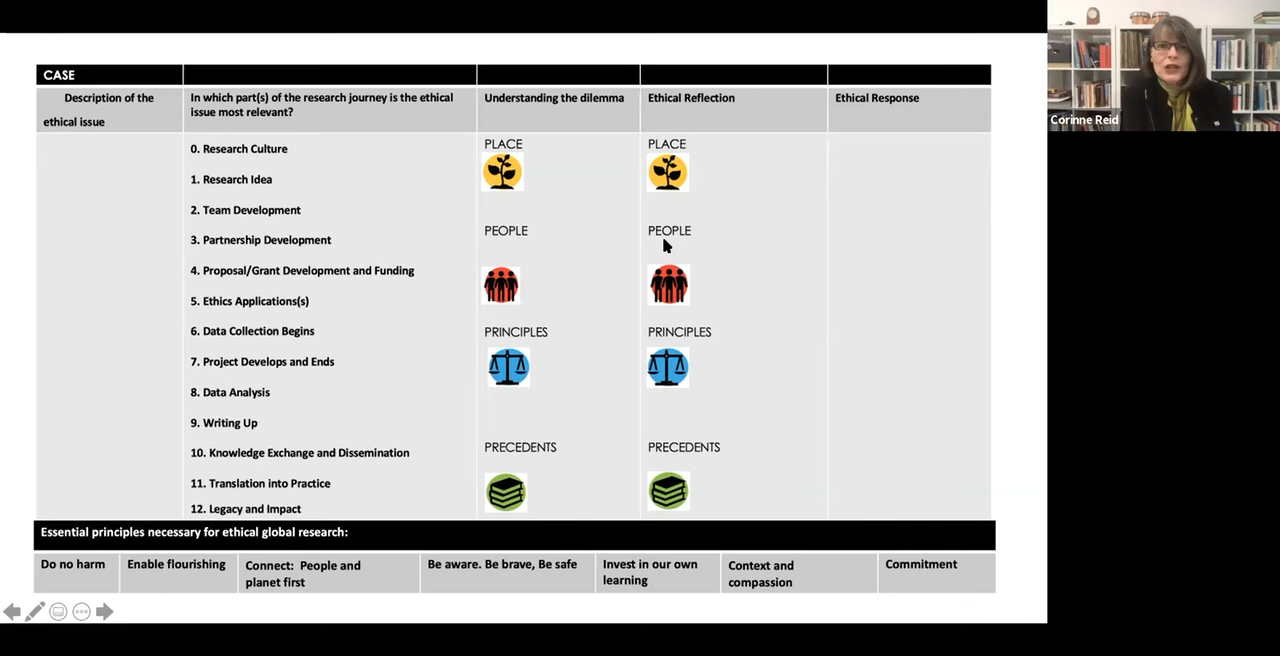 CASE
Description of the
ethical issue
In which part(s) of the research journey is the ethical
issue most relevant?
Understanding the dilemma
Ethical Reflection
Ethical Response
0. Research Culture
1. Research Idea
2. Team Development
3. Partnership Development
4. Proposal/Grant Development and Funding
5. Ethics Applications(s)
6. Data Collection Begins
7. Project Develops and Ends
8. Data Analysis
9. Writing Up
10. Knowledge Exchange and Dissemination
11. Translation into Practice
12. Legacy and Impact
PLACE
PEOPLE
PRINCIPLES
PRECEDENTS
PLACE
PEOPLE
PRINCIPLES
PRECEDENTS
Essential principles necessary for ethical global research:
Do no harm
Enable flourishing
Connect: People and
planet first
Be aware. Be brave, Be safe
Invest in our own
learning
Context and
compassion
Commitment
Corinne Reid